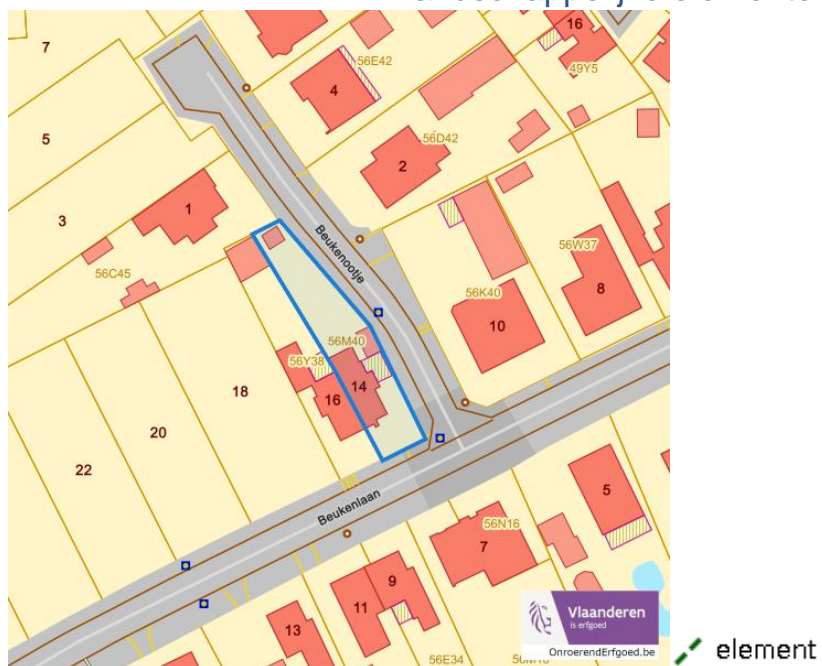 16
7
56E42
49Y5
4
5
56D42
2
1
3
Beukenootje
56C45
56W37
56K40
8
10
56M40
56Y38
14
18
16
20
22
5
Beukenlaan
56N16
7
9
11
13
56E34
Vlaanderen
is erfgoed
OnroerendErfgoed.be
element